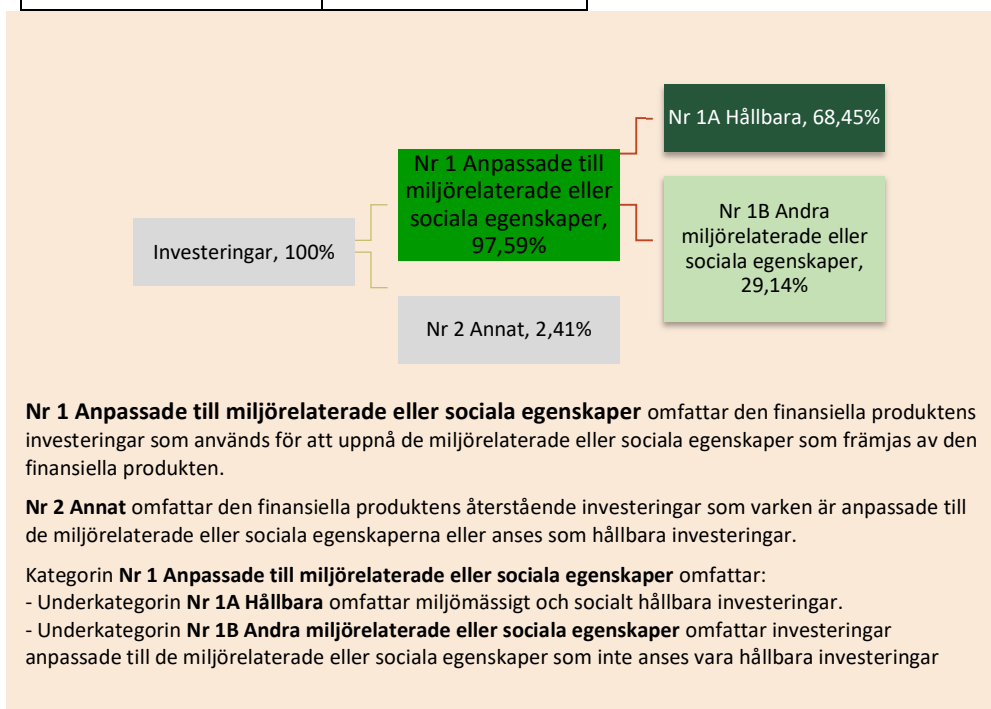 Nr 1A Hållbara, 68,45%
Nr 1 Anpassade till
miljörelaterade eller
sociala egenskaper,
97,59%
Nr 1B Andra
miljörelaterade eller
sociala egenskaper,
29,14%
Investeringar, 100%
Nr 2 Annat, 2,41%
Nr 1 Anpassade till miljörelaterade eller sociala egenskaper omfattar den finansiella produktens
investeringar som används för att uppnå de miljörelaterade eller sociala egenskaper som främjas av den
finansiella produkten.
Nr 2 Annat omfattar den finansiella produktens återstående investeringar som varken är anpassade till
de miljörelaterade eller sociala egenskaperna eller anses som hållbara investeringar.
Kategorin Nr 1 Anpassade till miljörelaterade eller sociala egenskaper omfattar:
- Underkategorin Nr 1A Hållbara omfattar miljömässigt och socialt hållbara investeringar.
- Underkategorin Nr 1B Andra miljörelaterade eller sociala egenskaper omfattar investeringar
anpassade till de miljörelaterade eller sociala egenskaper som inte anses vara hållbara investeringar